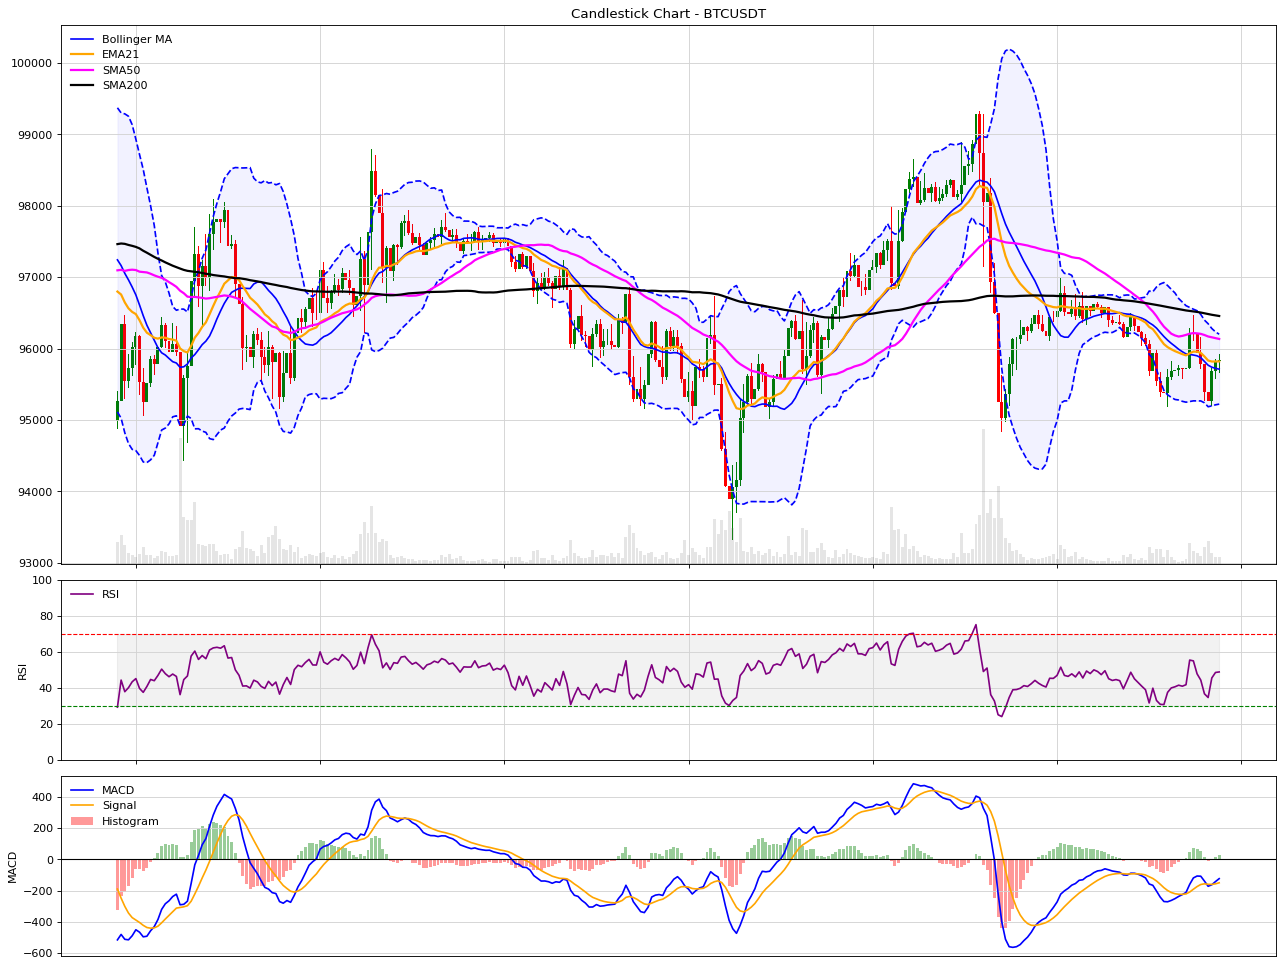 Candlestick Chart - BTCUSDT
Bollinger MA
EMA21
SMA50
SMA200
100000
99000
98000
97000
96000
95000
94000
93000
RSI
100
80
60
40
20
0
RSI
MACD
Signal
Histogram
400
200
0
−200
−400
−600
MACD